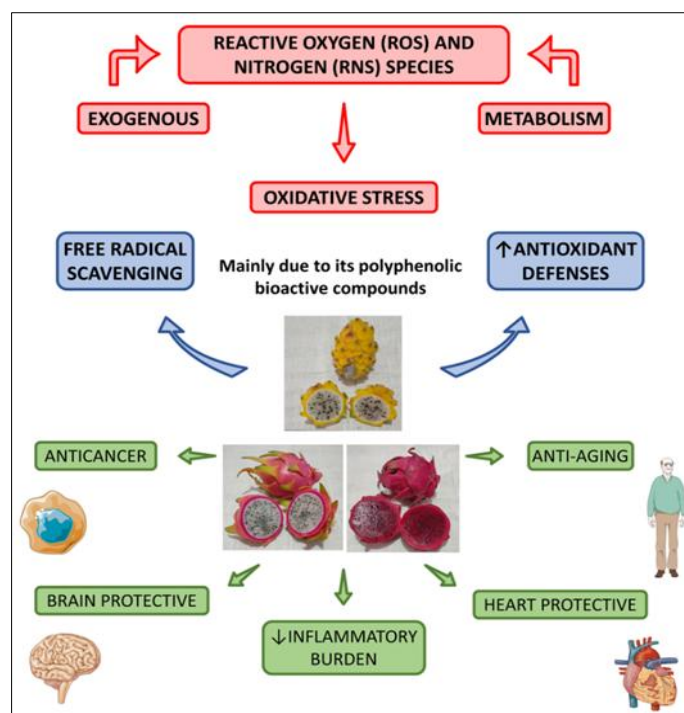 REACTIVE OXYGEN (ROS) AND
NITROGEN (RNS) SPECIES
EXOGENOUS
METABOLISM
OXIDATIVE STRESS
FREE RADICAL
SCAVENGING
Mainly due to its polyphenolic
bioactive compounds
↑ANTIOXIDANT
DEFENSES
ANTICANCER
ANTI-AGING
BRAIN PROTECTIVE
HEART PROTECTIVE
↓INFLAMMATORY
BURDEN